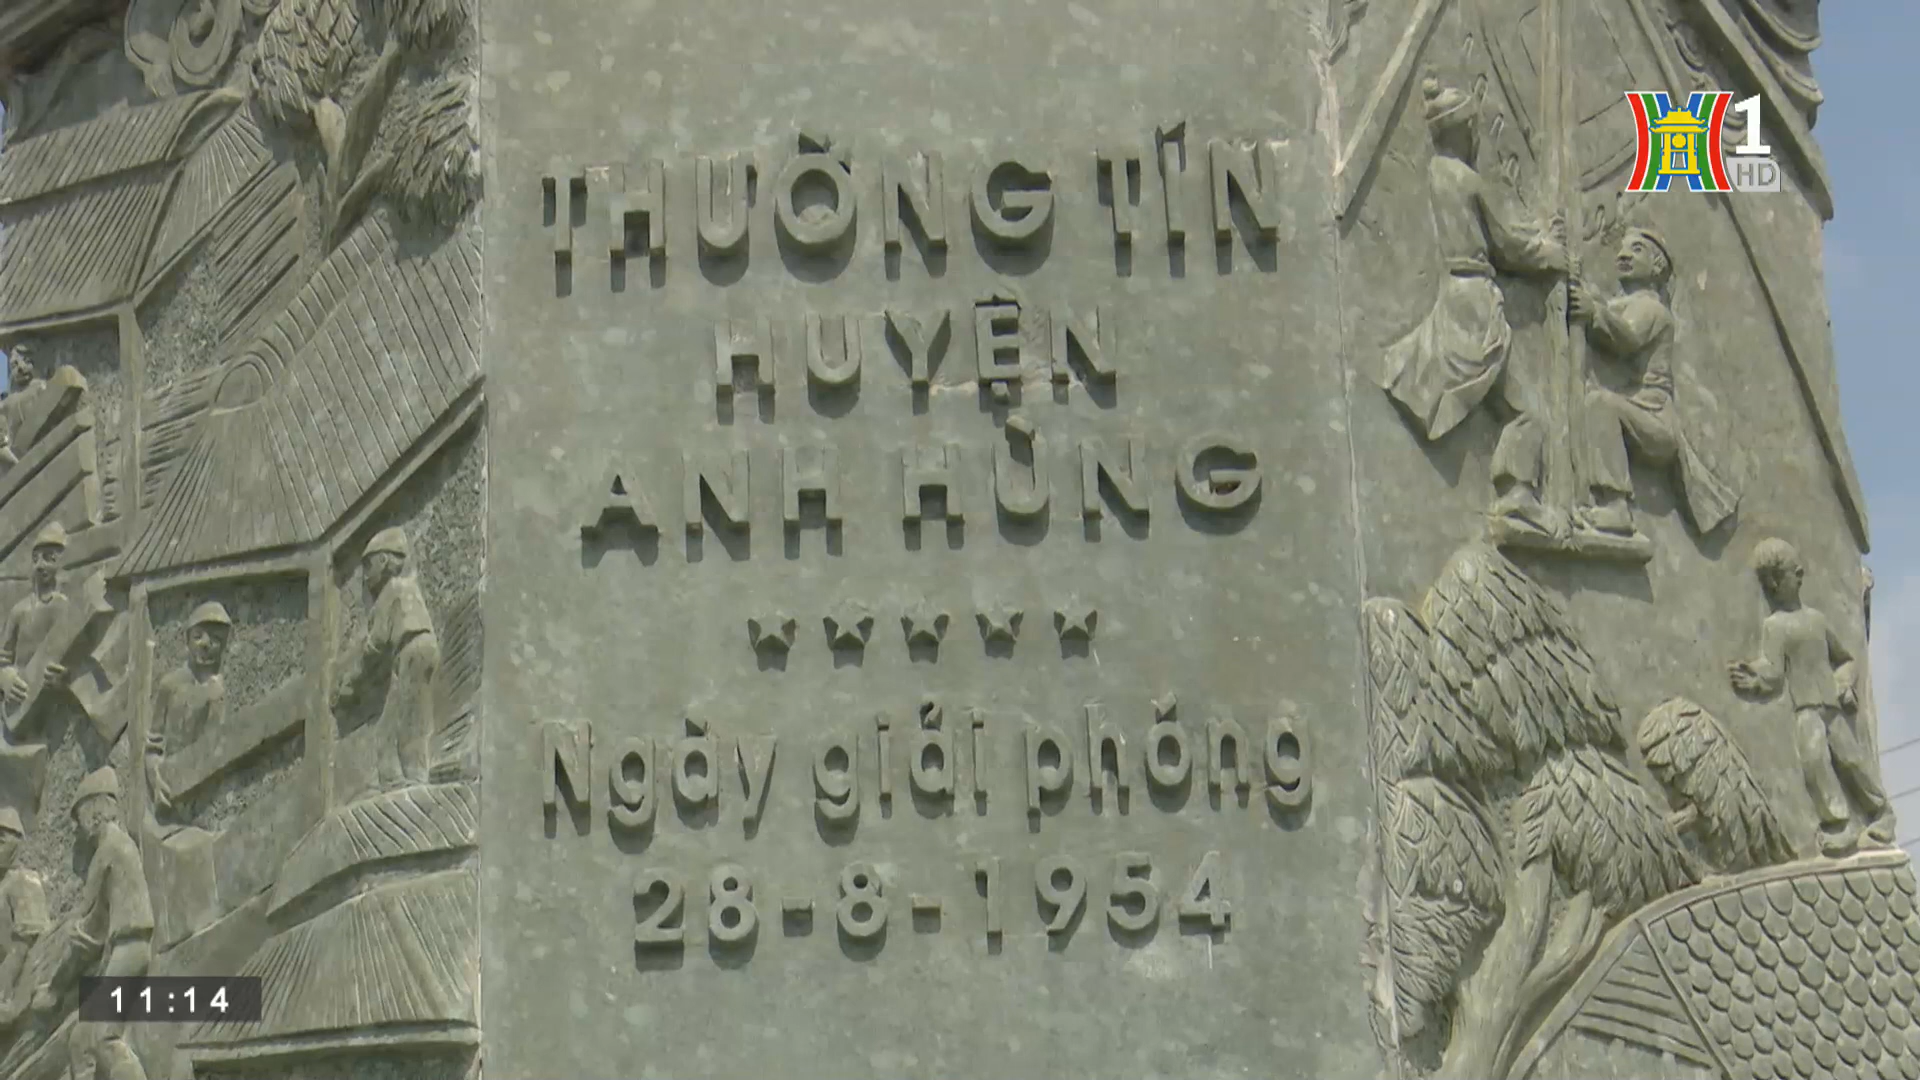 THƯỜNG TÍN
HUYỆN
ANH HÙNG
Ngày giải phóng
28-8-1954
H1
HD
11:14